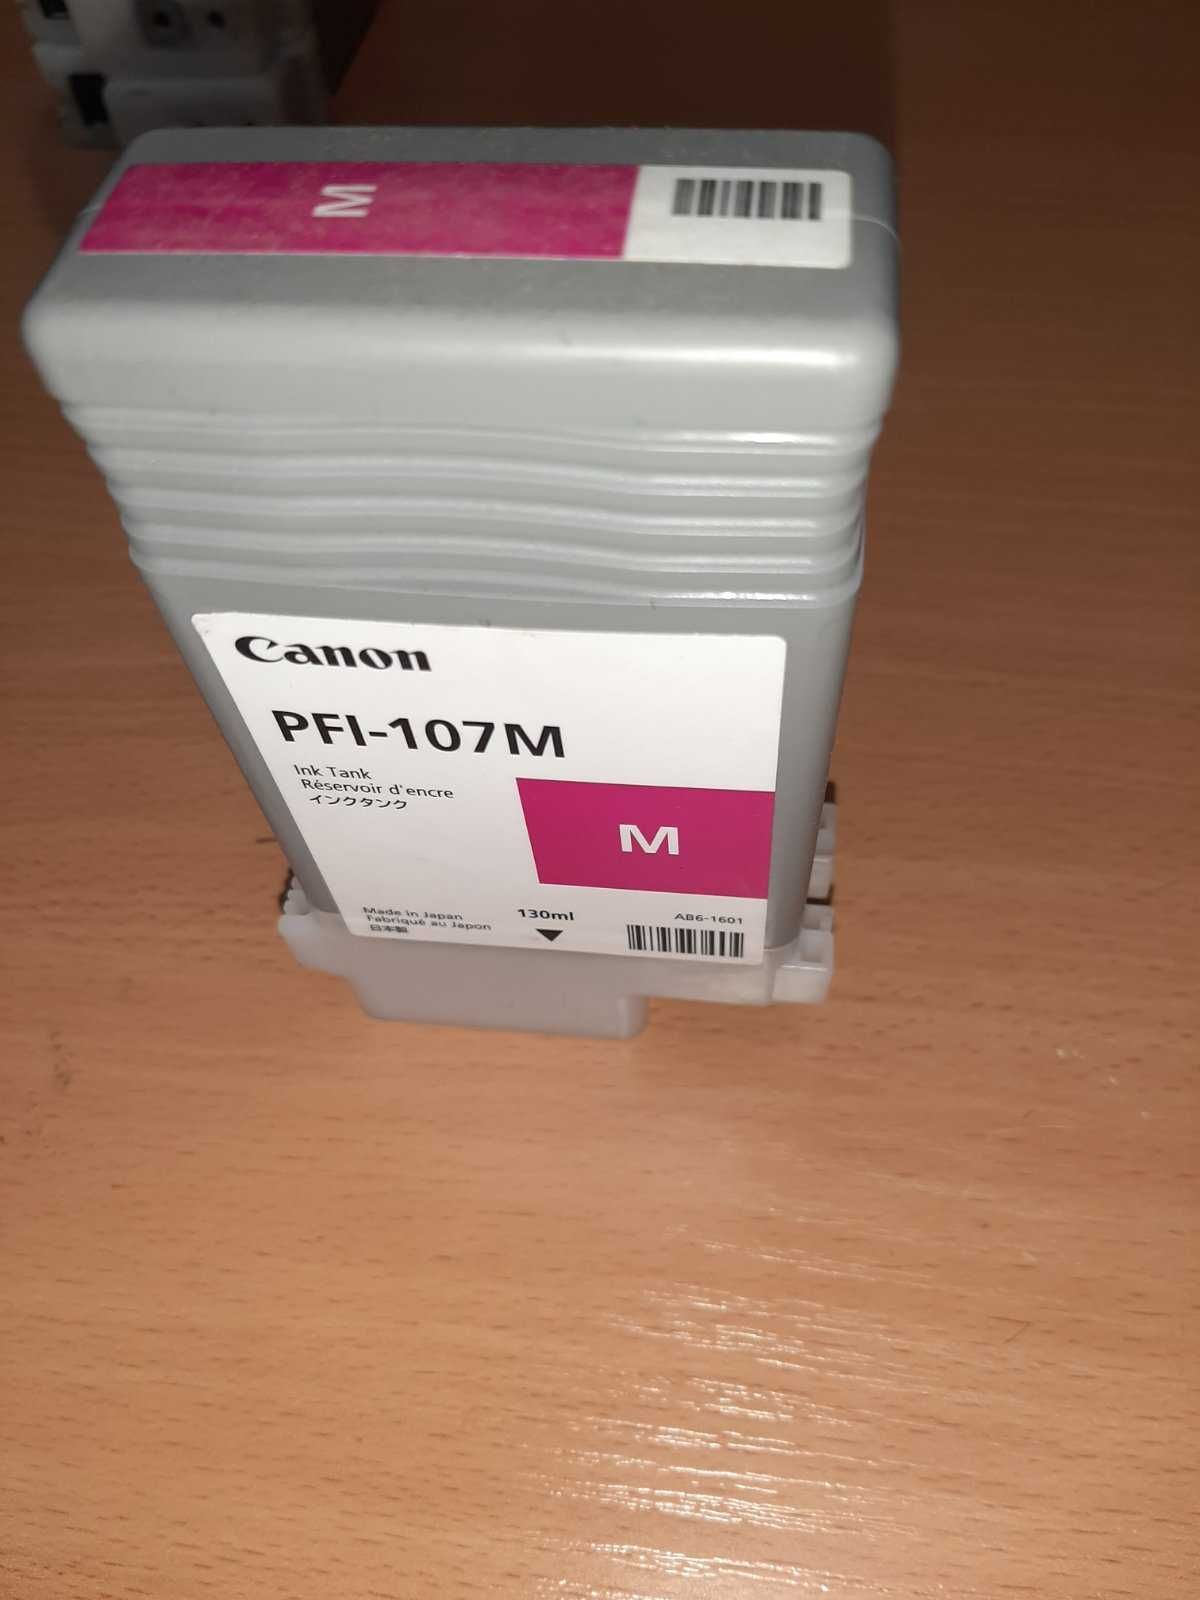 M
Canon
PFI-107M
Ink Tank
Réservoir d'encre
インクタンク
M
Made in Japan
Fabriqué au Japon
日本製
130ml
AB6-1601